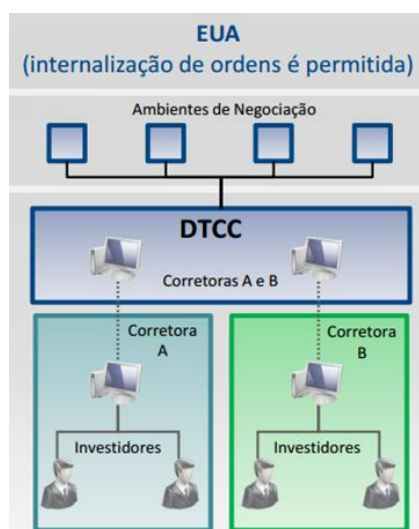 EUA
(internalização de ordens é permitida)
Ambientes de Negociação
DTCC
Corretoras A e B
Corretora
A
Corretora
B
Investidores
Investidores